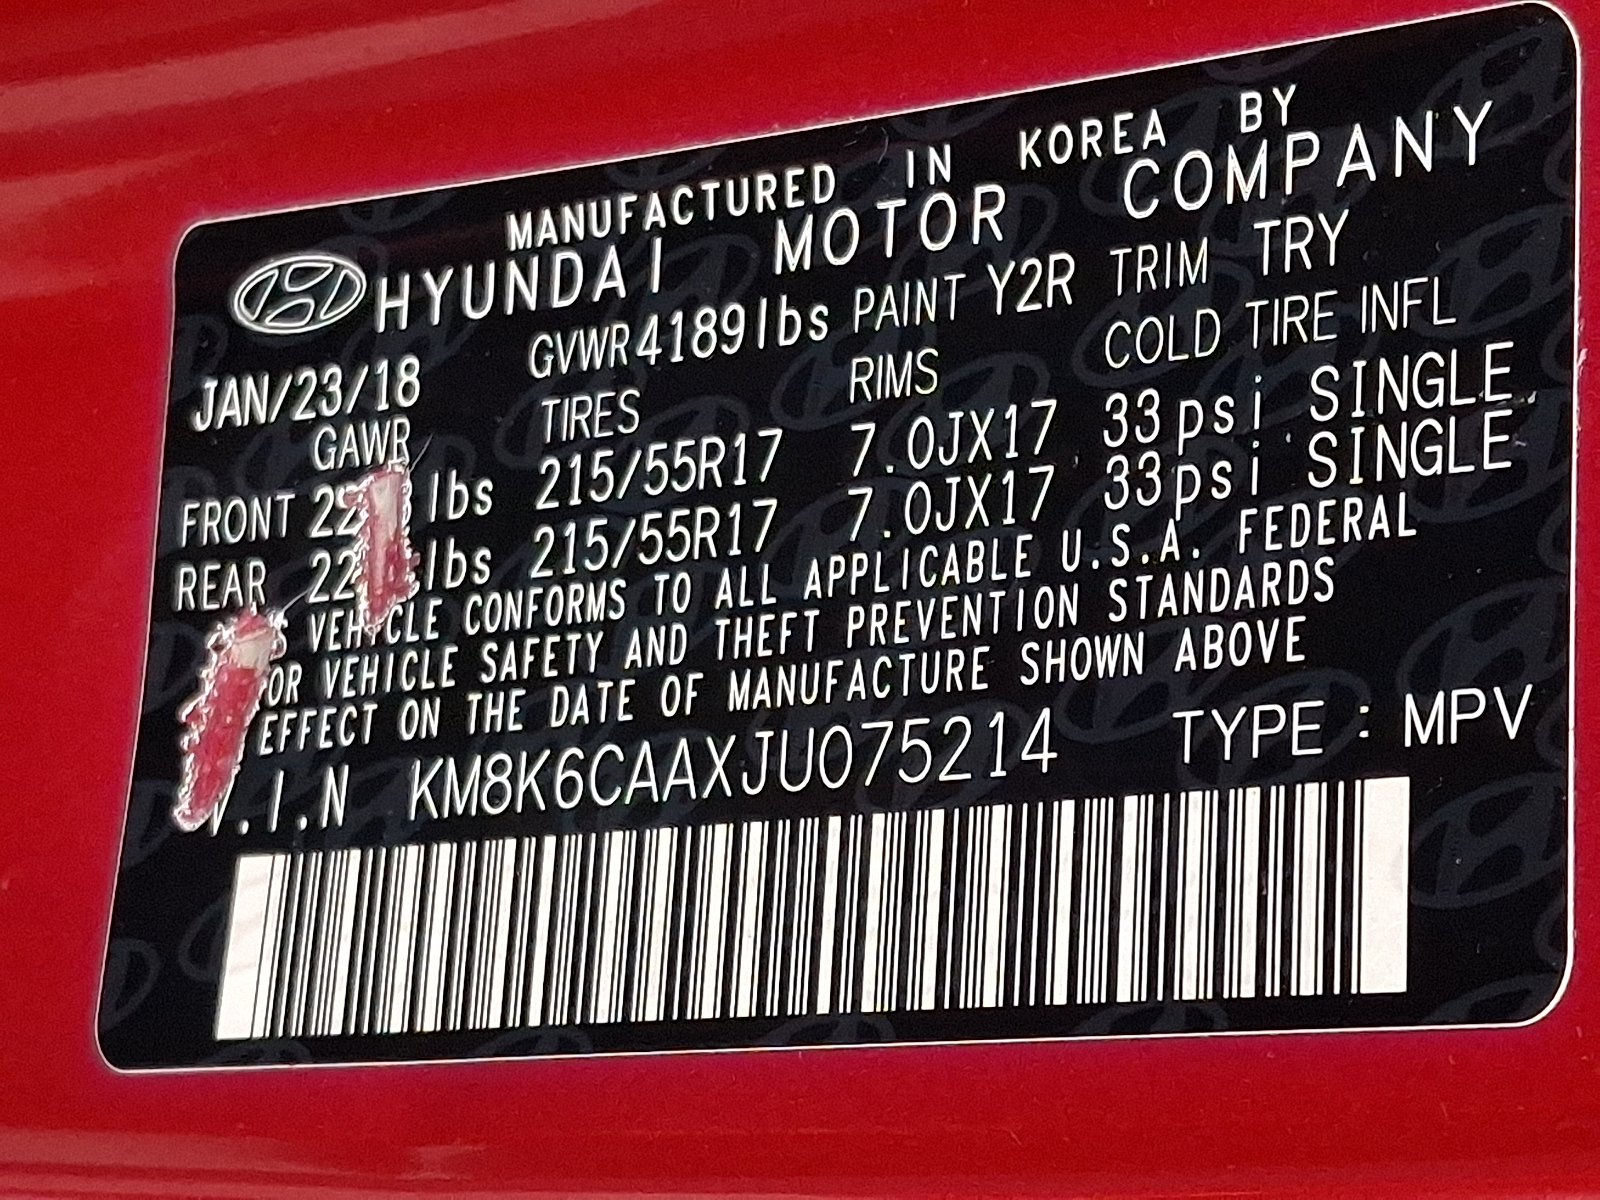 MANUFACTURED IN KOREA BY
HYUNDAI MOTOR COMPANY
JAN/23/18 GVWR 4189lbs PAINT Y2R TRIM TRY
GAWR TIRES RIMS COLD TIRE INFL
FRONT lbs 215/55R17 7.0JX17 33psi SINGLE
REAR lbs 215/55R17 7.0JX17 33psi SINGLE
VEHICLE CONFORMS TO ALL APPLICABLE U.S.A. FEDERAL
VEHICLE SAFETY AND THEFT PREVENTION STANDARDS
EFFECT ON THE DATE OF MANUFACTURE SHOWN ABOVE
V.I.N KM8K6CAAXJU075214 TYPE : MPV